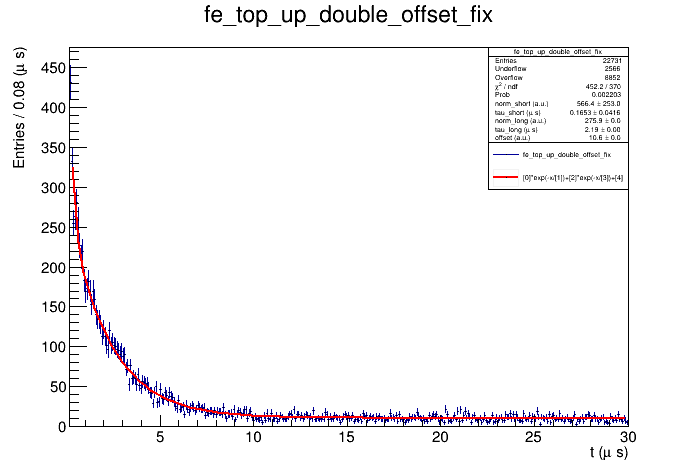 fe_top_up_double_offset_fix
Entries / 0.08 (μ s)
450
400
350
300
250
200
150
100
50
0
5
10
15
20
25
30
t (μ s)
fe_top_up_double_offset_fix
Entries 22731
Underflow 2566
Overflow 8852
χ² / ndf 452.2 / 370
Prob 0.002203
norm_short (a.u.) 566.4 ± 253.0
tau_short (μ s) 0.1653 ± 0.0416
norm_long (a.u.) 275.9 ± 0.0
tau_long (μ s) 2.19 ± 0.00
offset (a.u.) 10.6 ± 0.0
fe_top_up_double_offset_fix
[0]*exp(-x/[1])+[2]*exp(-x/[3])+[4]